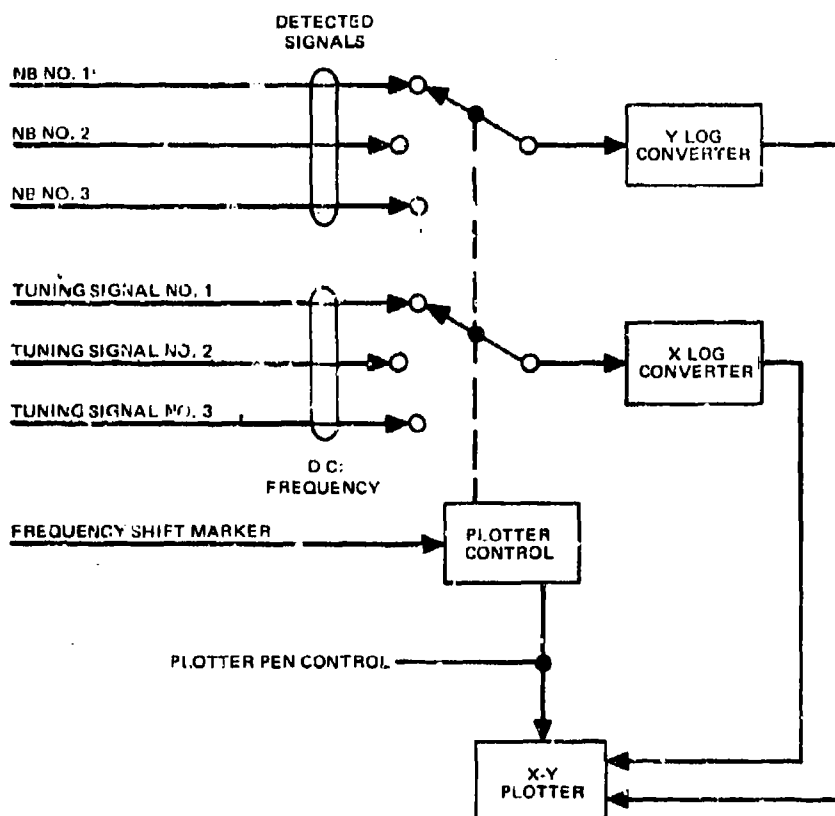 DETECTED
SIGNALS
NB NO. 1
NB NO. 2
NB NO. 3
Y LOG
CONVERTER
TUNING SIGNAL NO. 1
TUNING SIGNAL NO. 2
TUNING SIGNAL NO. 3
X LOG
CONVERTER
D C:
FREQUENCY
FREQUENCY SHIFT MARKER
PLOTTER
CONTROL
PLOTTER PEN CONTROL
X-Y
PLOTTER